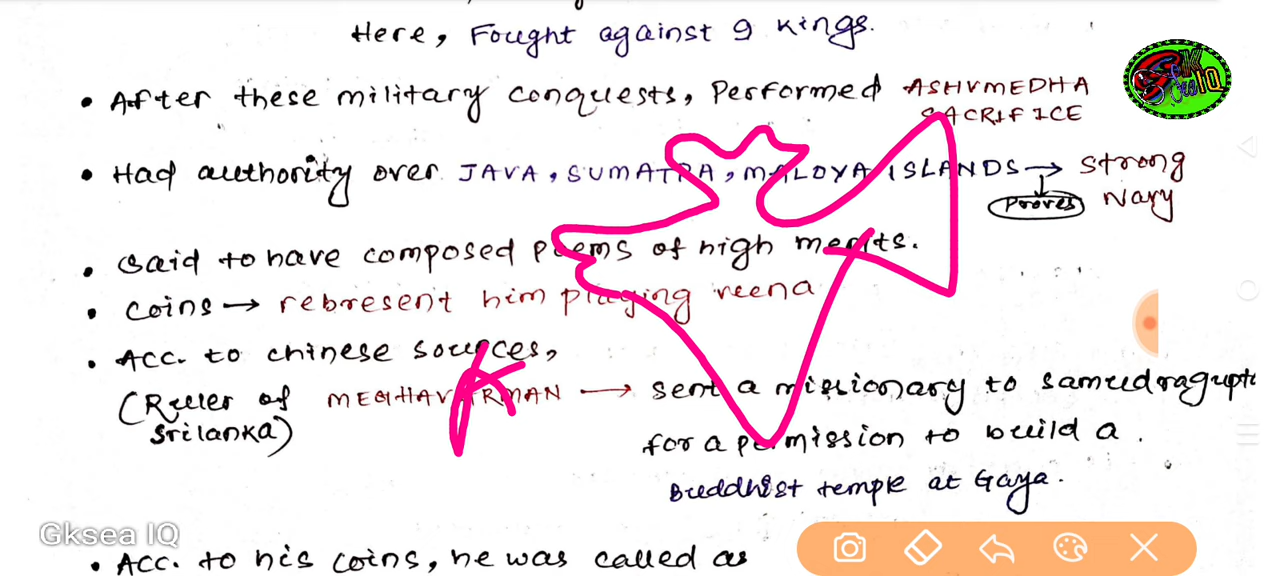 Here, Fought against 9 kings.
• After these military conquests, Performed ASHVMEDHA
SACRIFICE
• Had authority over JAVA, SUMATRA, MALOYA ISLANDS → strong
Proves Navy
• Said to have composed poems of high merits.
• Coins → rebresent him playing veena
• Acc. to chinese sources,
(Ruler of MEGHAVARMAN → sent a missionary to samudragupt
Srilanka)
for a permission to build a
Buddhist temple at Gaya.
Gksea IQ
• Acc. to his coins, he was called as